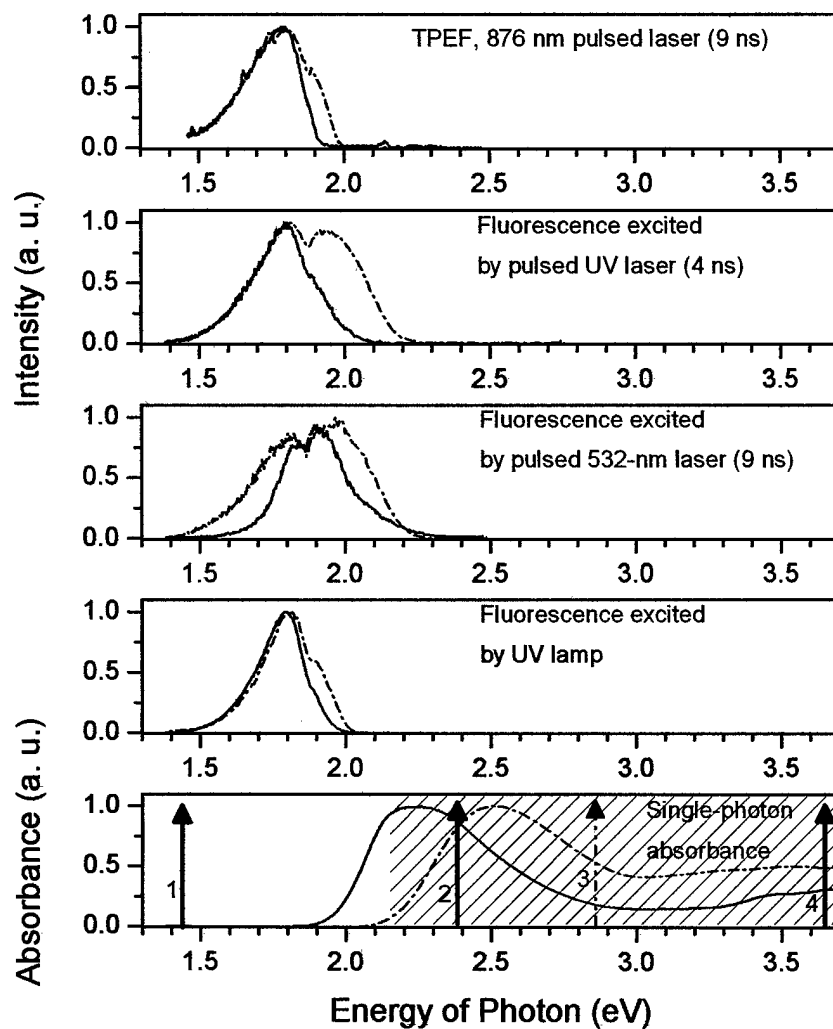 TPEF, 876 nm pulsed laser (9 ns)
1.0
0.5
0.0
1.5 2.0 2.5 3.0 3.5
Fluorescence excited
by pulsed UV laser (4 ns)
1.0
0.5
0.0
1.5 2.0 2.5 3.0 3.5
Intensity (a. u.)
Fluorescence excited
by pulsed 532-nm laser (9 ns)
1.0
0.5
0.0
1.5 2.0 2.5 3.0 3.5
Fluorescence excited
by UV lamp
1.0
0.5
0.0
1.5 2.0 2.5 3.0 3.5
Absorbance (a. u.)
Single-photon
absorbance
1.0
0.5
0.0
1 2 3 4
1.5 2.0 2.5 3.0 3.5
Energy of Photon (eV)